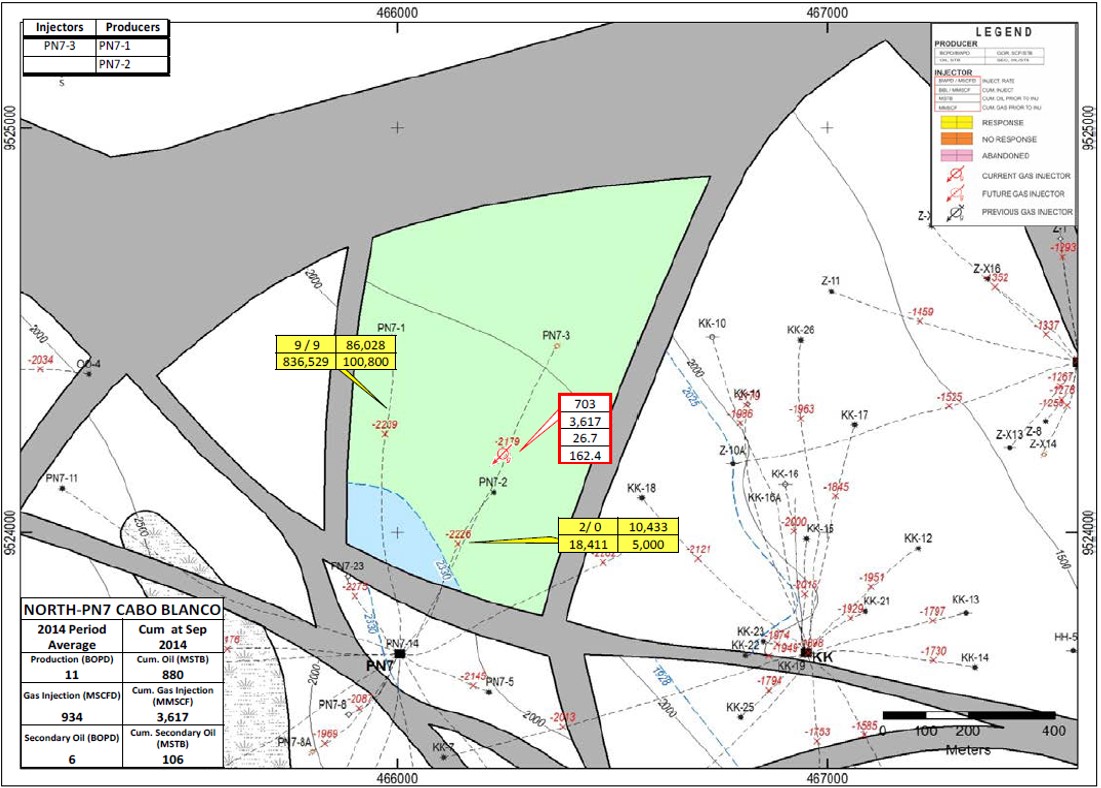 466000
467000
Injectors Producers
PN7-3 PN7-1
PN7-2
S
LEGEND
PRODUCER
BOPD/BWPD GOR, SCF/STB
INJECTOR
BWPD / MSCFD INJECT. RATE
BBL / MMSCF CUM. INJECT
MSTB CUM. OIL PRIOR TO INJ
MMSCF CUM. GAS PRIOR TO INJ
RESPONSE
NO RESPONSE
ABANDONED
CURRENT GAS INJECTOR
FUTURE GAS INJECTOR
PREVIOUS GAS INJECTOR
9525000
9525000
Z-1
-1293
Z-X16
-1352
2000
Z-11
-1459
-1337
2000
PN7-1
PN7-3
KK-10
KK-26
9 / 9 86,028
836,529 100,800
-2034
OO-4
2000
-1267
-1278
-1258
2025
KK-11
-1936
-1963
-1525
703
3,617
26.7
162.4
KK-17
Z-8
Z-X13
Z-X14
-2179
-2209
Z-10A
PN7-11
PN7-2
KK-16
KK-18
-1845
KK-16A
2500
2 / 0 10,433
18,411 5,000
-2000
KK-15
9524000
9524000
-2226
KK-12
-2121
2330
1500
PN7-23
-2275
-1951
2015
KK-21
KK-13
-1929
-1797
NORTH-PN7 CABO BLANCO
2014 Period Average
Cum at Sep 2014
Production (BOPD) Cum. Oil (MSTB)
11 880
Gas Injection (MSCFD) Cum. Gas Injection (MMSCF)
934 3,617
Secondary Oil (BOPD) Cum. Secondary Oil (MSTB)
6 106
2330
PN7-14
PN7
KK-23
-1974
KK-22
-1949
KK
KK-19
HH-5
-1730
KK-14
-2145
PN7-5
2000
1928
-1794
PN7-8
2000
-2013
2000
KK-25
-1969
PN7-8A
KK-7
-1753
-1585
0 100 200 400
Meters
466000
467000